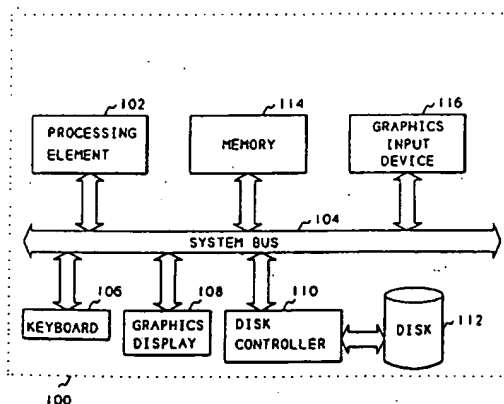 102
114
116
PROCESSING
ELEMENT
MEMORY
GRAPHICS
INPUT
DEVICE
104
SYSTEM BUS
106
108
110
KEYBOARD
GRAPHICS
DISPLAY
DISK
CONTROLLER
DISK
112
100